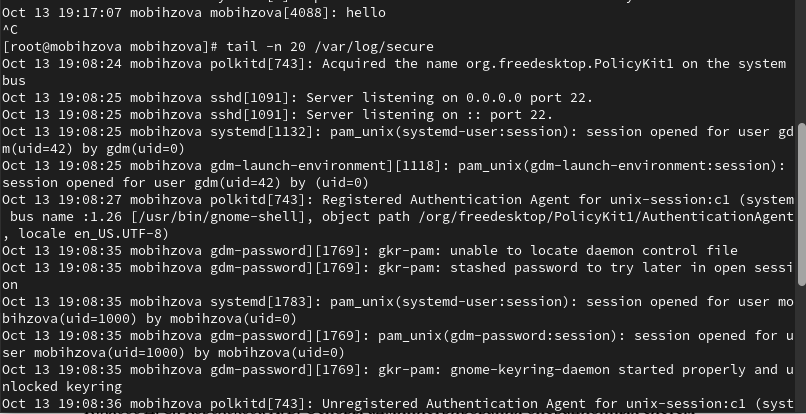 Oct 13 19:17:07 mobihzova mobihzova[4088]: hello
^C
[root@mobihzova mobihzova]# tail -n 20 /var/log/secure
Oct 13 19:08:24 mobihzova polkitd[743]: Acquired the name org.freedesktop.PolicyKit1 on the system
bus
Oct 13 19:08:25 mobihzova sshd[1091]: Server listening on 0.0.0.0 port 22.
Oct 13 19:08:25 mobihzova sshd[1091]: Server listening on :: port 22.
Oct 13 19:08:25 mobihzova systemd[1132]: pam_unix(systemd-user:session): session opened for user gd
m(uid=42) by gdm(uid=0)
Oct 13 19:08:25 mobihzova gdm-launch-environment][1118]: pam_unix(gdm-launch-environment:session):
session opened for user gdm(uid=42) by (uid=0)
Oct 13 19:08:27 mobihzova polkitd[743]: Registered Authentication Agent for unix-session:c1 (system
bus name :1.26 [/usr/bin/gnome-shell], object path /org/freedesktop/PolicyKit1/AuthenticationAgent
, locale en_US.UTF-8)
Oct 13 19:08:35 mobihzova gdm-password][1769]: gkr-pam: unable to locate daemon control file
Oct 13 19:08:35 mobihzova gdm-password][1769]: gkr-pam: stashed password to try later in open sessi
on
Oct 13 19:08:35 mobihzova systemd[1783]: pam_unix(systemd-user:session): session opened for user mo
bihzova(uid=1000) by mobihzova(uid=0)
Oct 13 19:08:35 mobihzova gdm-password][1769]: pam_unix(gdm-password:session): session opened for u
ser mobihzova(uid=1000) by mobihzova(uid=0)
Oct 13 19:08:35 mobihzova gdm-password][1769]: gkr-pam: gnome-keyring-daemon started properly and u
nlocked keyring
Oct 13 19:08:36 mobihzova polkitd[743]: Unregistered Authentication Agent for unix-session:c1 (syst